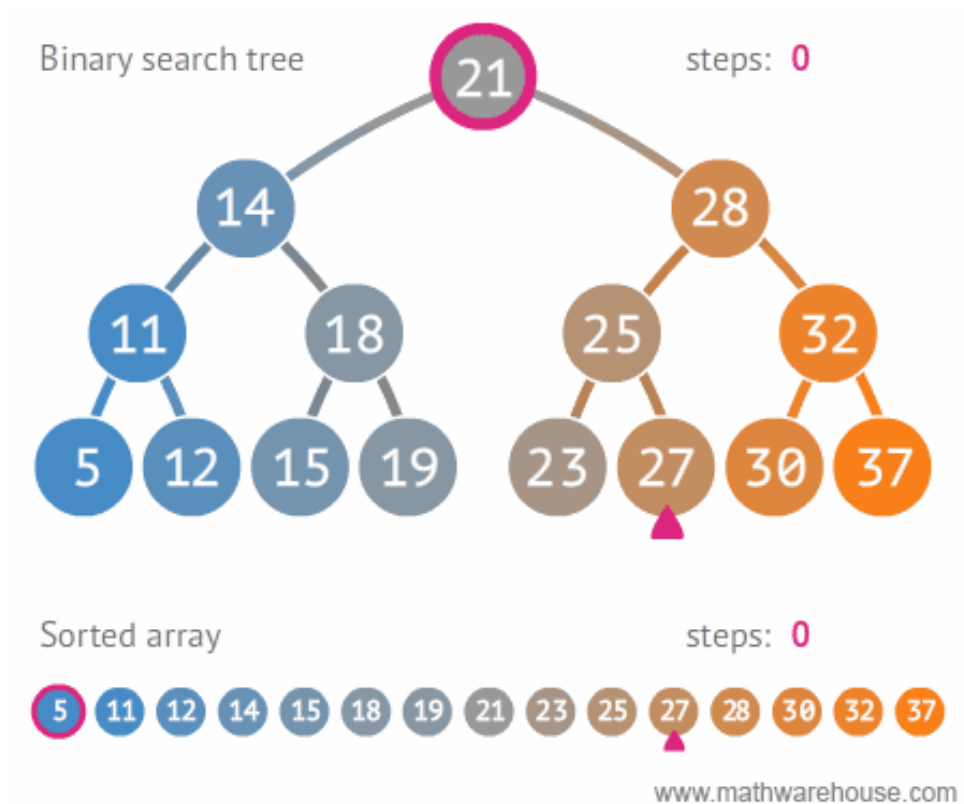 Binary search tree steps: 0
21
14 28
11 18 25 32
5 12 15 19 23 27 30 37
Sorted array steps: 0
5 11 12 14 15 18 19 21 23 25 27 28 30 32 37
www.mathwarehouse.com